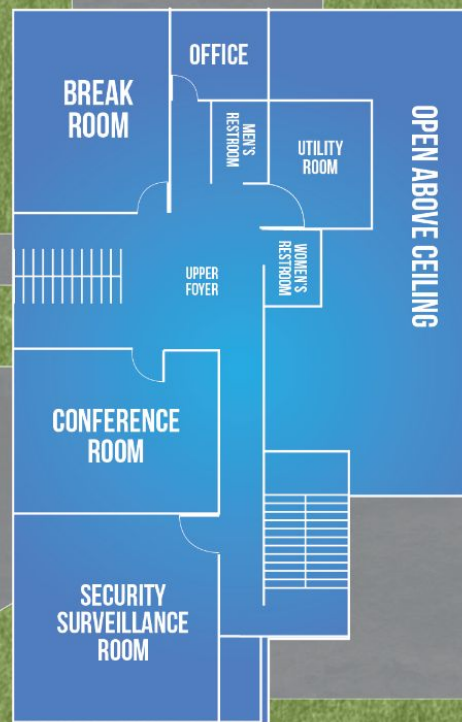 OFFICE
BREAK
ROOM
MEN'S
RESTROOM
UTILITY
ROOM
OPEN ABOVE CEILING
WOMEN'S
RESTROOM
UPPER
FOYER
CONFERENCE
ROOM
SECURITY
SURVEILLANCE
ROOM